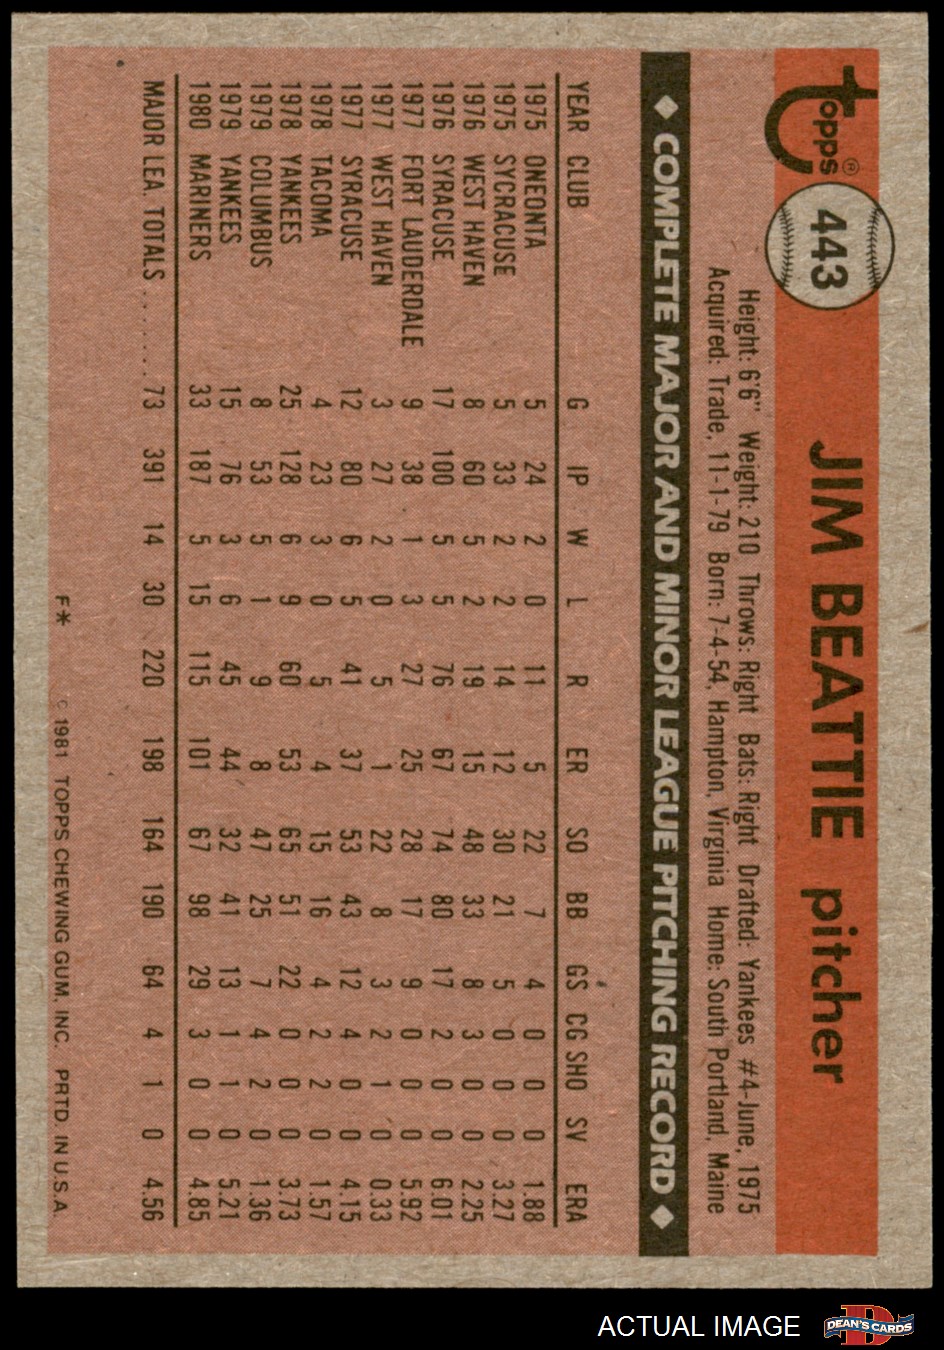 Topps® 443 JIM BEATTIE pitcher
Height: 6'6" Weight: 210 Throws: Right Bats: Right Drafted: Yankees #4-June, 1975
Acquired: Trade, 11-1-79 Born: 7-4-54, Hampton, Virginia Home: South Portland, Maine
◆ COMPLETE MAJOR AND MINOR LEAGUE PITCHING RECORD ◆
YEAR CLUB G IP W L R ER SO BB GS CG SHO SV ERA
1975 ONEONTA 5 24 2 0 11 5 22 7 4 0 0 0 1.88
1975 SYCRACUSE 5 33 2 2 14 12 30 21 5 0 0 0 3.27
1976 WEST HAVEN 8 60 5 2 19 15 48 33 8 3 0 0 2.25
1976 SYRACUSE 17 100 5 5 76 67 74 80 17 2 0 0 6.01
1977 FORT LAUDERDALE 9 38 1 3 27 25 28 17 9 0 0 0 5.92
1977 WEST HAVEN 3 27 2 0 5 1 22 8 3 2 1 0 0.33
1977 SYRACUSE 12 80 6 5 41 37 53 43 12 4 0 0 4.15
1978 TACOMA 4 23 3 0 5 4 15 16 4 2 2 0 1.57
1978 YANKEES 25 128 6 9 60 53 65 51 22 0 0 0 3.73
1979 COLUMBUS 8 53 5 1 9 8 47 25 7 4 2 0 1.36
1979 YANKEES 15 76 3 6 45 44 32 41 13 1 1 0 5.21
1980 MARINERS 33 187 5 15 115 101 67 98 29 3 0 0 4.85
MAJOR LEA. TOTALS ........ 73 391 14 30 220 198 164 190 64 4 1 0 4.56
F* © 1981 TOPPS CHEWING GUM, INC. PRTD. IN U.S.A.
ACTUAL IMAGE DEAN'S CARDS